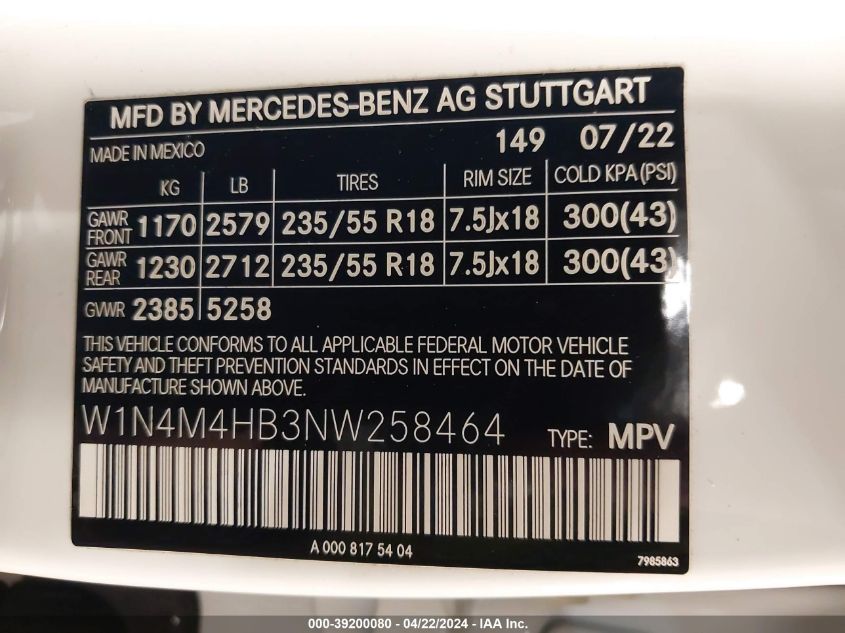 MFD BY MERCEDES-BENZ AG STUTTGART
MADE IN MEXICO 149 07/22
KG LB TIRES RIM SIZE COLD KPA(PSI)
GAWR FRONT 1170 2579 235/55 R18 7.5Jx18 300(43)
GAWR REAR 1230 2712 235/55 R18 7.5Jx18 300(43)
GVWR 2385 5258
THIS VEHICLE CONFORMS TO ALL APPLICABLE FEDERAL MOTOR VEHICLE
SAFETY AND THEFT PREVENTION STANDARDS IN EFFECT ON THE DATE OF
MANUFACTURE SHOWN ABOVE.
W1N4M4HB3NW258464 TYPE: MPV
A 000 817 54 04
7985863
000-39200080 - 04/22/2024 - IAA Inc.